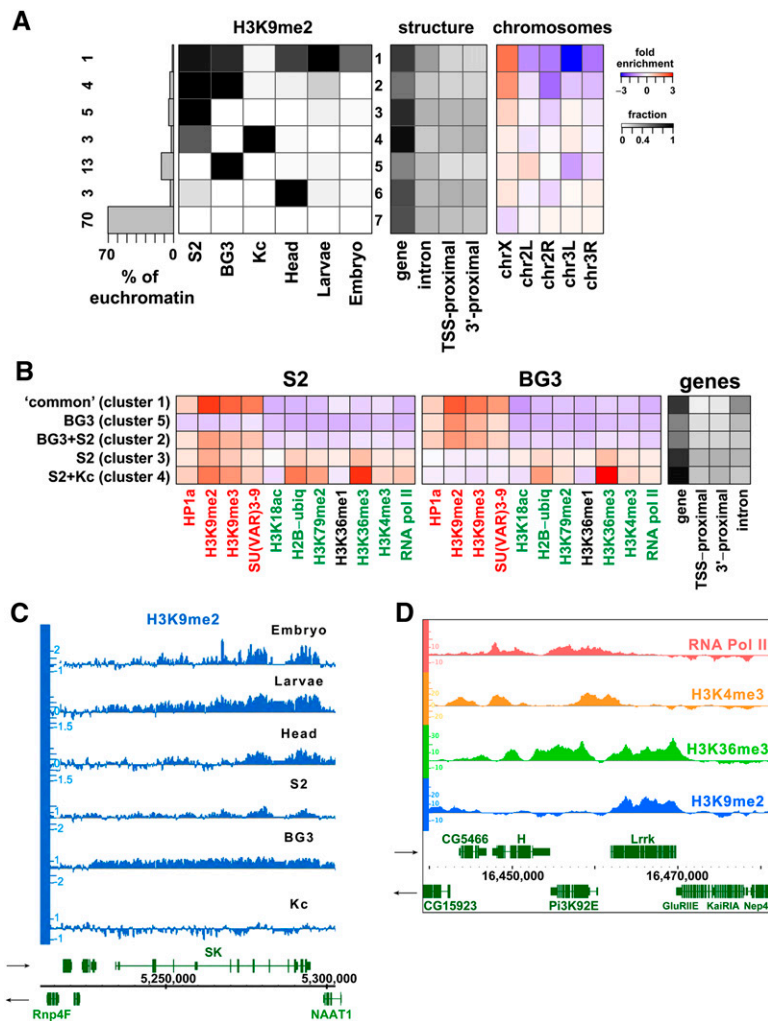 A
H3K9me2
structure
chromosomes
1
4
5
3
13
3
70
1
2
3
4
5
6
7
70
0
% of
euchromatin
S2
BG3
Kc
Head
Larvae
Embryo
gene
intron
TSS-proximal
3'-proximal
chrX
chr2L
chr2R
chr3L
chr3R
fold
enrichment
−3 0 3
fraction
0 0.4 1
B
S2
BG3
genes
'common' (cluster 1)
BG3 (cluster 5)
BG3+S2 (cluster 2)
S2 (cluster 3)
S2+Kc (cluster 4)
HP1a
H3K9me2
H3K9me3
SU(VAR)3-9
H3K18ac
H2B−ubiq
H3K79me2
H3K36me1
H3K36me3
H3K4me3
RNA pol II
HP1a
H3K9me2
H3K9me3
SU(VAR)3-9
H3K18ac
H2B−ubiq
H3K79me2
H3K36me1
H3K36me3
H3K4me3
RNA pol II
gene
TSS−proximal
3'−proximal
intron
C
H3K9me2
Embryo
Larvae
Head
S2
BG3
Kc
SK
5,250,000
5,300,000
Rnp4F
NAAT1
D
RNA Pol II
H3K4me3
H3K36me3
H3K9me2
CG5466
H
Lrrk
16,450,000
16,470,000
CG15923
Pi3K92E
GluRIIE
KaiRIA
Nep4